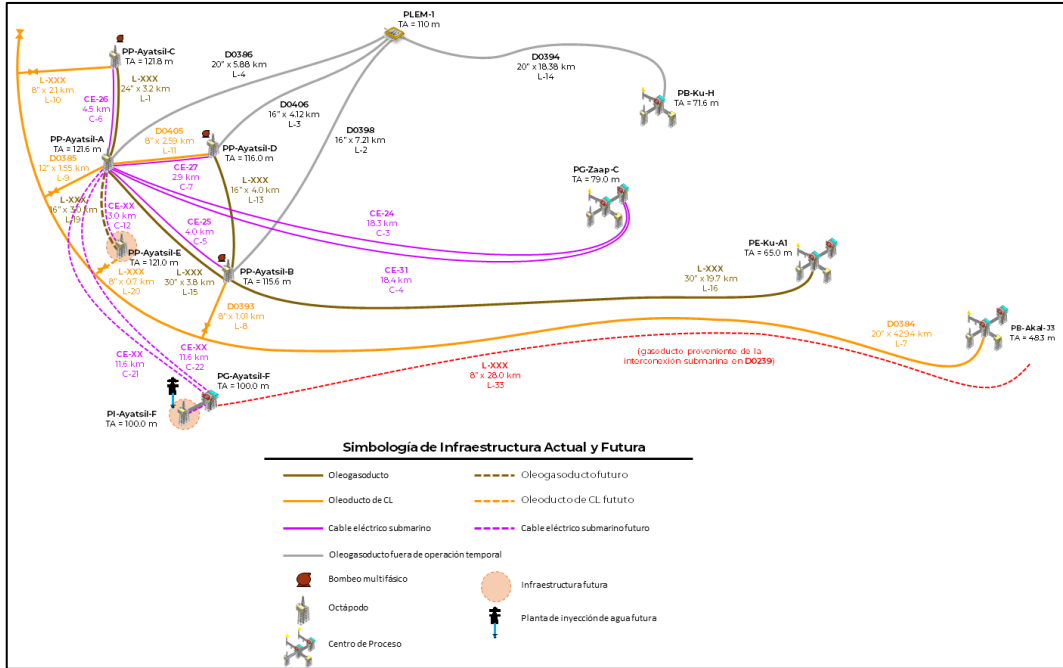 PLEM-1
TA = 110 m
PP-Ayatsil-C
TA = 121.8 m
D0386
20” x 5.88 km
L-4
D0394
20” x 18.38 km
L-14
L-XXX
8” x 2.1 km
L-10
L-XXX
24” x 3.2 km
L-1
CE-26
4.5 km
C-6
D0406
16” x 4.12 km
L-3
PB-Ku-H
TA = 71.6 m
D0398
16” x 7.21 km
L-2
PP-Ayatsil-A
TA = 121.6 m
D0405
8” x 2.59 km
L-11
PP-Ayatsil-D
TA = 116.0 m
D0385
12” x 1.55 km
L-9
CE-27
2.9 km
C-7
L-XXX
16” x 4.0 km
L-13
PG-Zaap-C
TA = 79.0 m
L-XXX
16” x 3.0 km
L-19
CE-XX
3.0 km
C-12
CE-25
4.0 km
C-5
CE-24
18.3 km
C-3
PP-Ayatsil-E
TA = 121.0 m
PE-Ku-A1
TA = 65.0 m
L-XXX
8” x 0.7 km
L-20
L-XXX
30” x 3.8 km
L-15
PP-Ayatsil-B
TA = 115.6 m
CE-31
18.4 km
C-4
L-XXX
30” x 19.7 km
L-16
D0393
8” x 1.01 km
L-8
D0384
20” x 42.94 km
L-7
PB-Akal-J3
TA = 48.3 m
CE-XX
11.6 km
C-21
CE-XX
11.6 km
C-22
(gasoducto proveniente de la
interconexión submarina en D0239)
L-XXX
8” x 28.0 km
L-33
PG-Ayatsil-F
TA = 100.0 m
PI-Ayatsil-F
TA = 100.0 m
Simbología de Infraestructura Actual y Futura
Oleogasoducto
Oleogasoducto futuro
Oleoducto de CL
Oleoducto de CL fututo
Cable eléctrico submarino
Cable eléctrico submarino futuro
Oleogasoducto fuera de operación temporal
Bombeo multifásico
Infraestructura futura
Octápodo
Planta de inyección de agua futura
Centro de Proceso